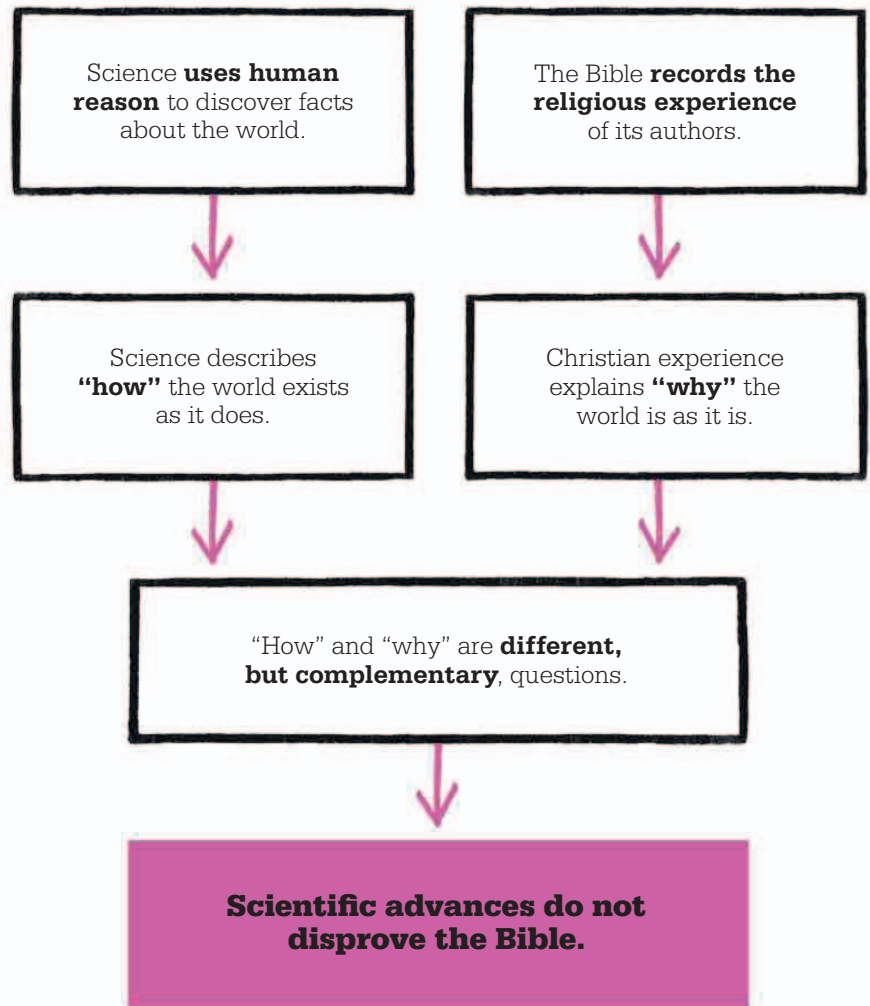 Science uses human
reason to discover facts
about the world.
The Bible records the
religious experience
of its authors.
Science describes
“how” the world exists
as it does.
Christian experience
explains “why” the
world is as it is.
“How” and “why” are different,
but complementary, questions.
Scientific advances do not
disprove the Bible.